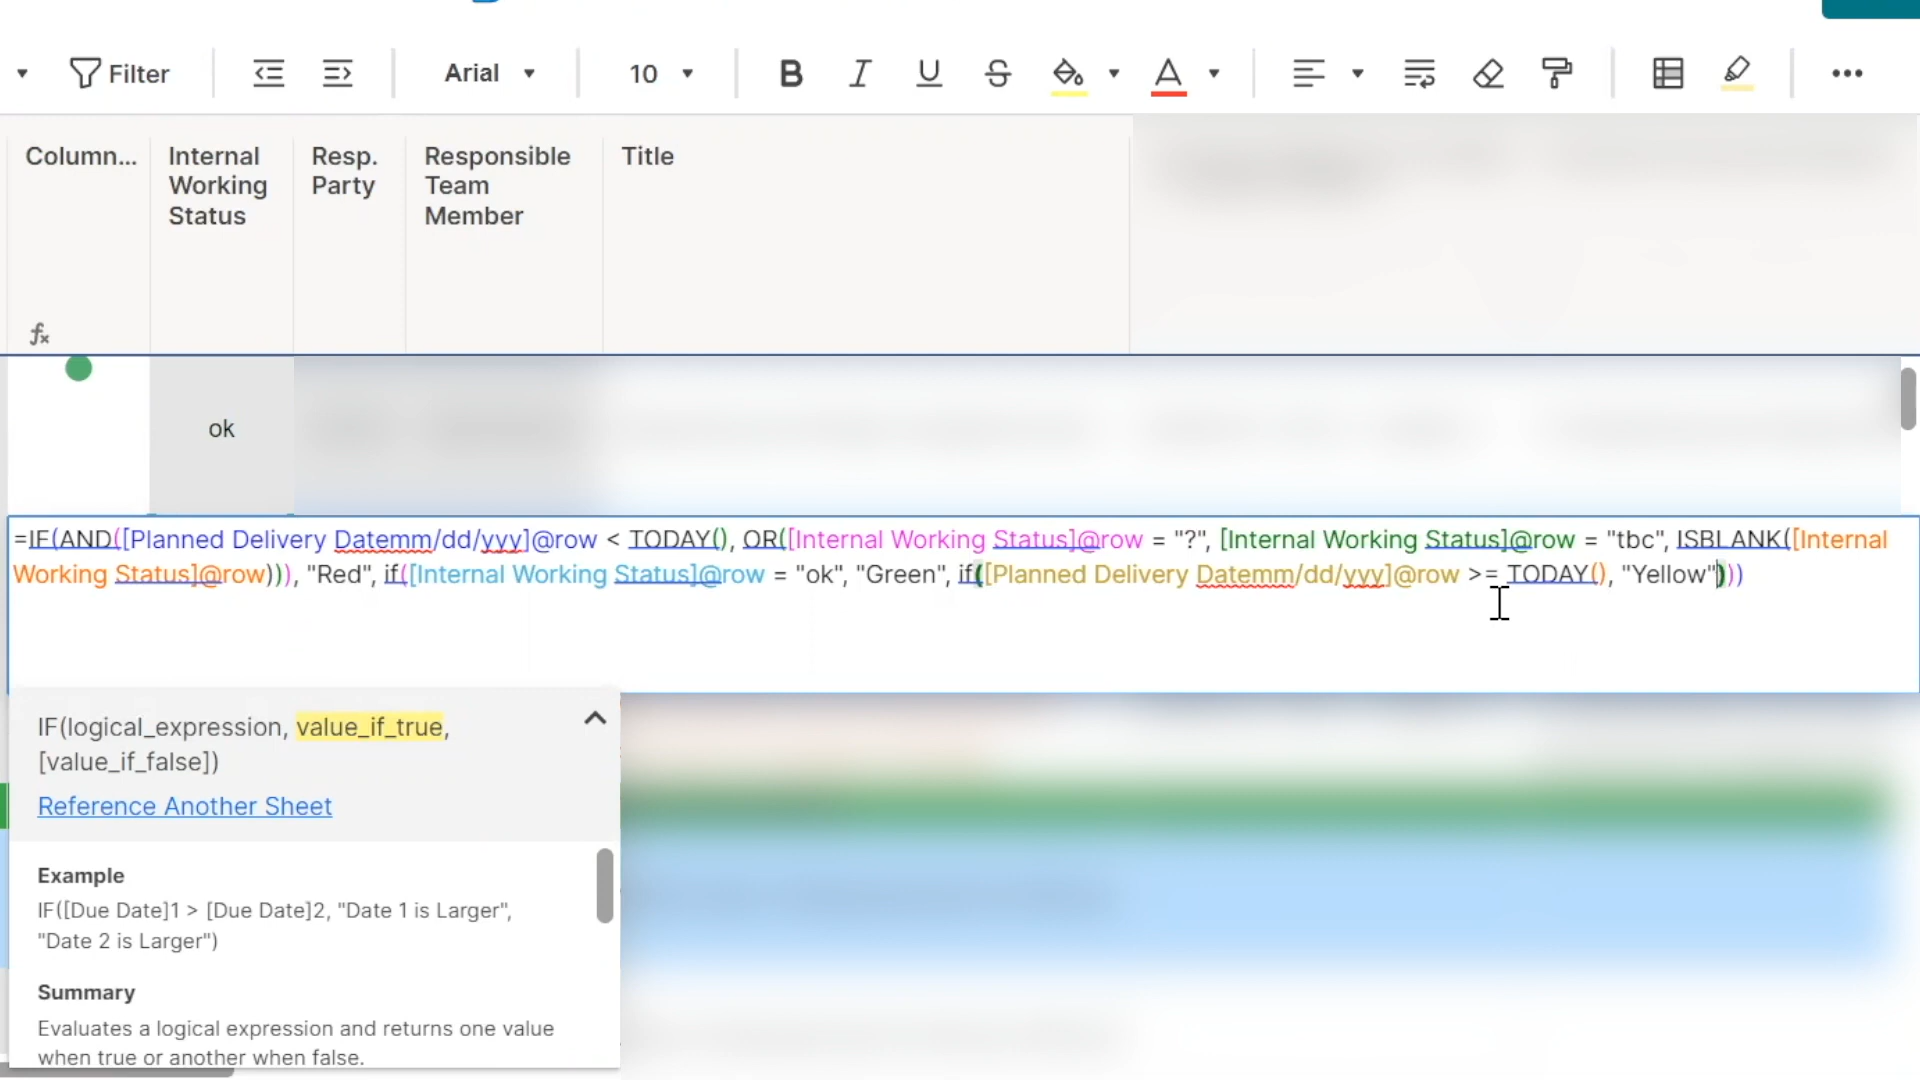 Filter
Arial
10
B I U S A
Column...
Internal
Working
Status
Resp.
Party
Responsible
Team
Member
Title
fx
ok
=IF(AND([Planned Delivery Datemm/dd/yyy]@row < TODAY(), OR([Internal Working Status]@row = "?", [Internal Working Status]@row = "tbc", ISBLANK([Internal
Working Status]@row))), "Red", if([Internal Working Status]@row = "ok", "Green", if([Planned Delivery Datemm/dd/yyy]@row >= TODAY(), "Yellow")))
IF(logical_expression, value_if_true,
[value_if_false])
Reference Another Sheet
Example
IF([Due Date]1 > [Due Date]2, "Date 1 is Larger",
"Date 2 is Larger")
Summary
Evaluates a logical expression and returns one value
when true or another when false.